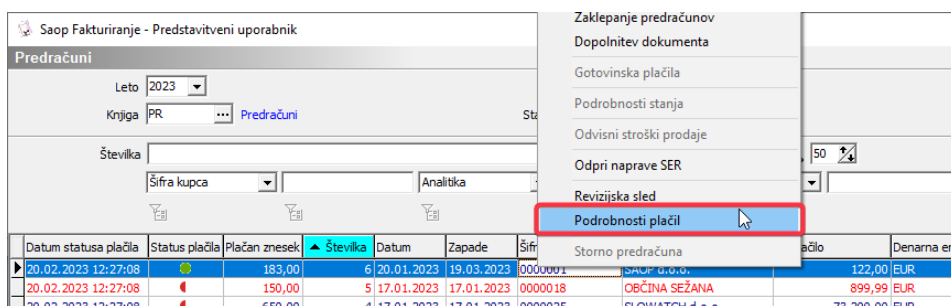 Saop Fakturiranje - Predstavitveni uporabnik
Predračuni
Leto 2023
Knjiga PR ... Predračuni
Številka
50
Šifra kupca
Analitika
Zaklepanje predračunov
Dopolnitev dokumenta
Gotovinska plačila
Podrobnosti stanja
Odvisni stroški prodaje
Odpri naprave SER
Revizijska sled
Podrobnosti plačil
Storno predračuna
Datum statusa plačila Status plačila Plačan znesek Številka Datum Zapade
20.02.2023 12:27:08 183,00 6 20.01.2023 19.03.2023 0000001 SAOP d.o.o. 122,00 EUR
20.02.2023 12:27:08 150,00 5 17.01.2023 17.01.2023 0000018 OBČINA SEŽANA 899,99 EUR